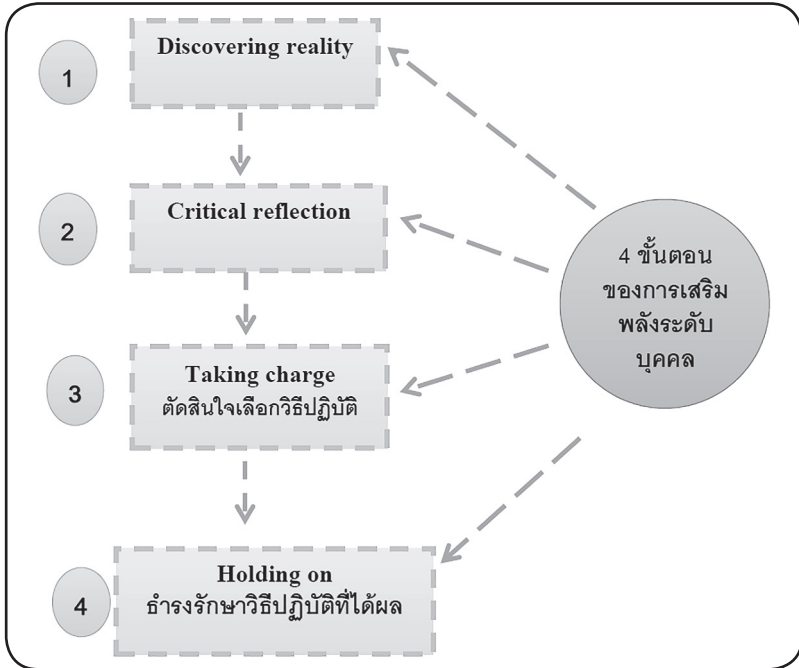 1
Discovering reality
2
Critical reflection
3
Taking charge
ตัดสินใจเลือกวิธีปฏิบัติ
4
Holding on
ธำรงรักษาวิธีปฏิบัติที่ได้ผล
4 ขั้นตอน
ของการเสริม
พลังระดับ
บุคคล